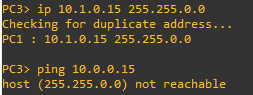 PC3> ip 10.1.0.15 255.255.0.0
Checking for duplicate address...
PC1 : 10.1.0.15 255.255.0.0
PC3> ping 10.0.0.15
host (255.255.0.0) not reachable